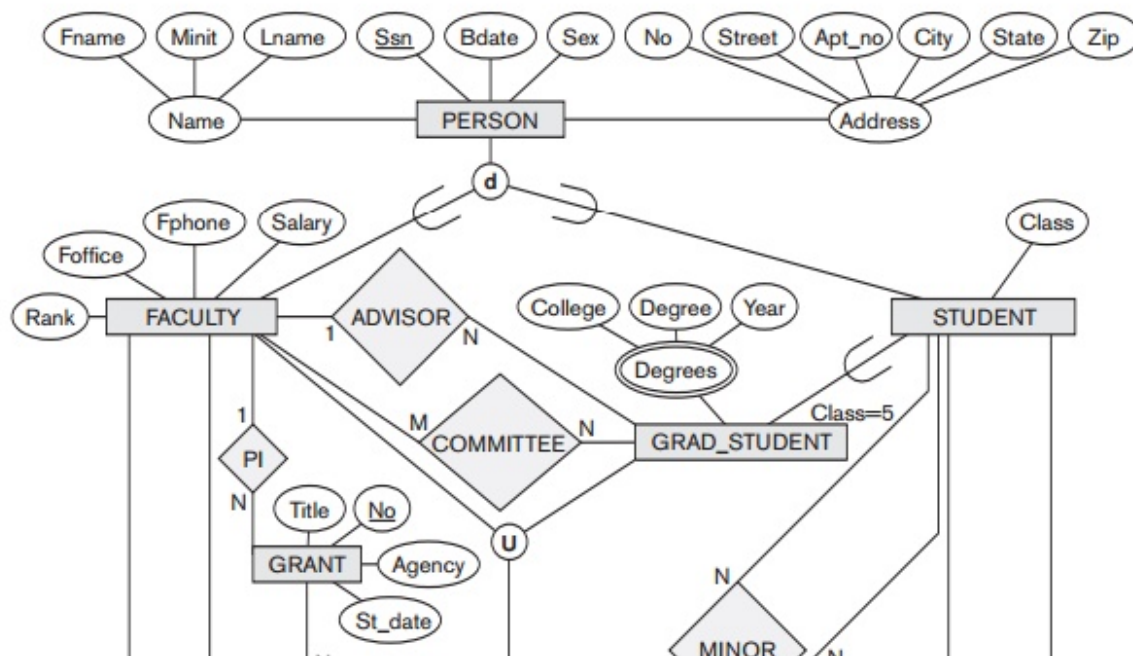 Fname Minit Lname Ssn Bdate Sex No Street Apt_no City State Zip
Name PERSON Address
d
Fphone Salary Class
Foffice
Rank FACULTY ADVISOR College Degree Year STUDENT
1 N
Degrees
Class=5
1 M COMMITTEE N GRAD_STUDENT
PI
N Title No
U
GRANT Agency
N
St_date
MINOR N